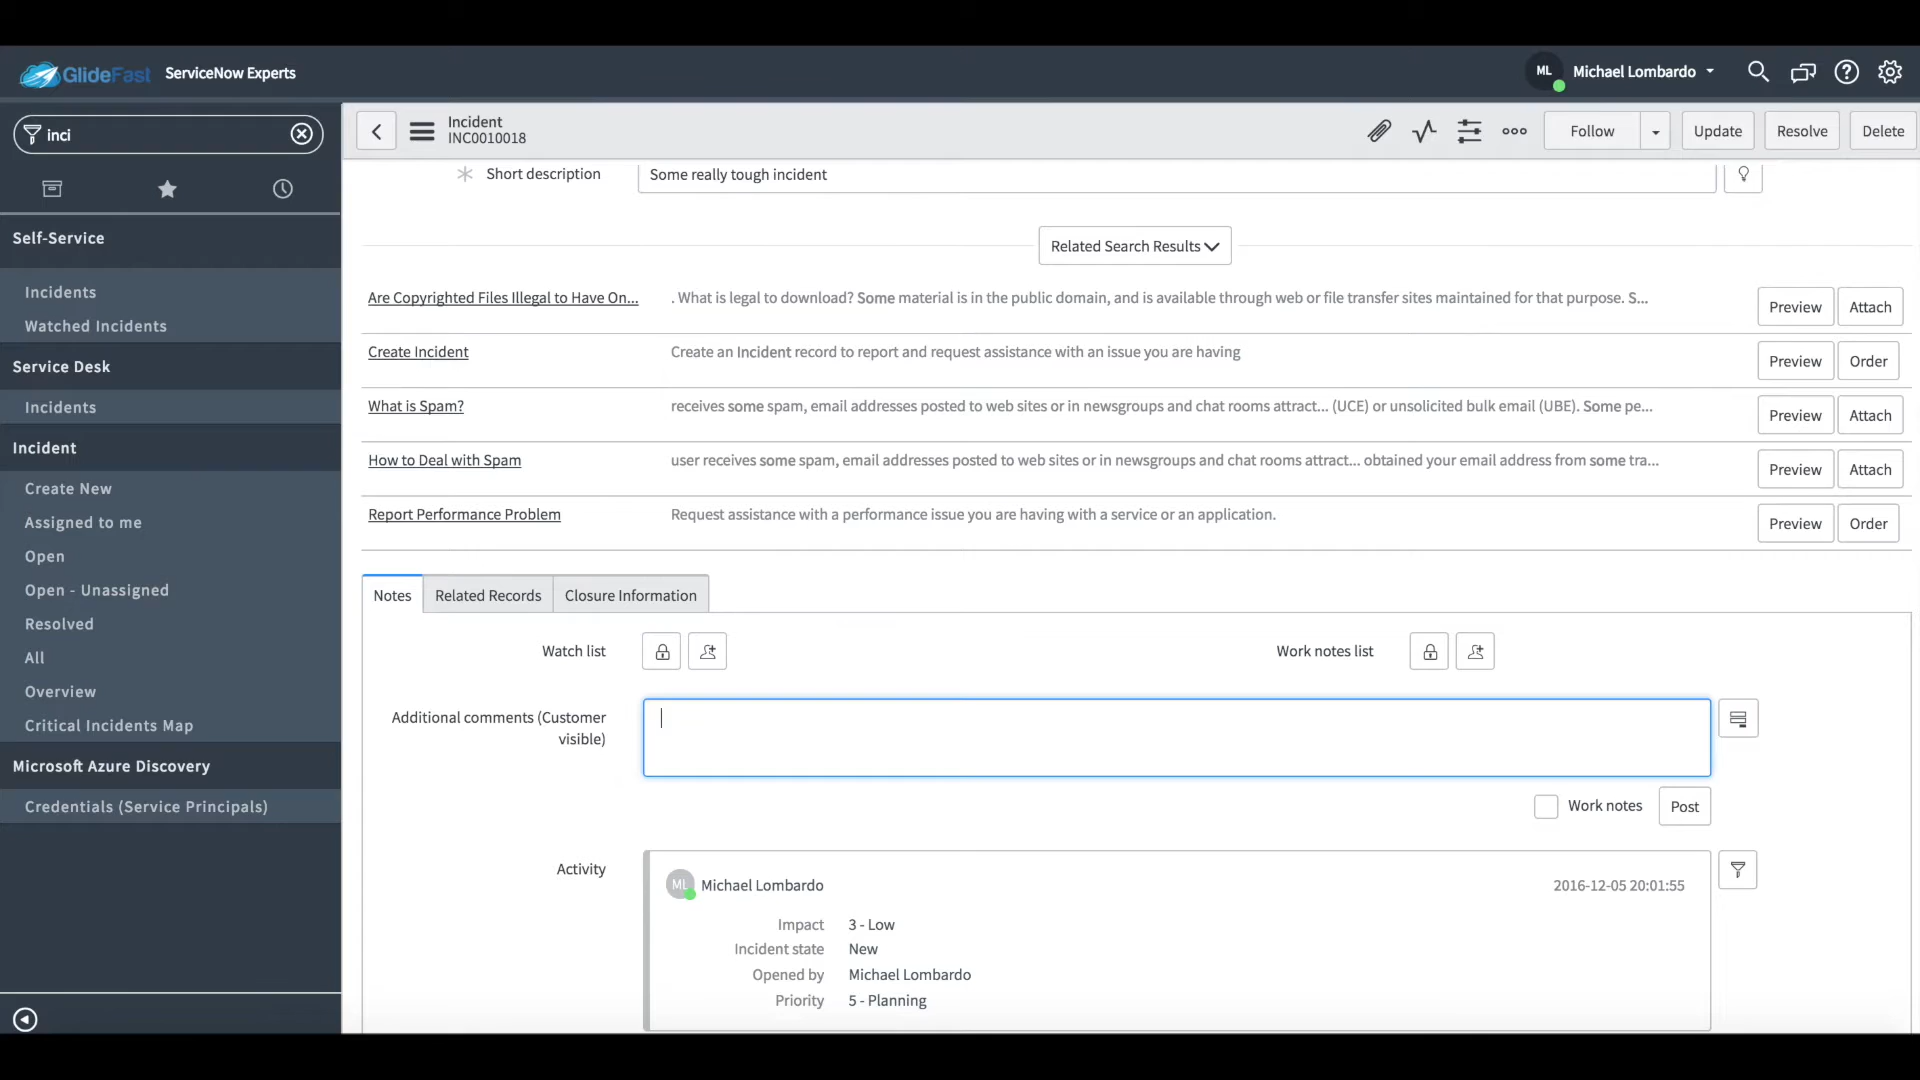 GlideFast ServiceNow Experts
ML Michael Lombardo
inci
Self-Service
Incidents
Watched Incidents
Service Desk
Incidents
Incident
Create New
Assigned to me
Open
Open - Unassigned
Resolved
All
Overview
Critical Incidents Map
Microsoft Azure Discovery
Credentials (Service Principals)
Incident
INC0010018
Follow Update Resolve Delete
Short description Some really tough incident
Related Search Results
Are Copyrighted Files Illegal to Have On... . What is legal to download? Some material is in the public domain, and is available through web or file transfer sites maintained for that purpose. S... Preview Attach
Create Incident Create an Incident record to report and request assistance with an issue you are having Preview Order
What is Spam? receives some spam, email addresses posted to web sites or in newsgroups and chat rooms attract... (UCE) or unsolicited bulk email (UBE). Some pe... Preview Attach
How to Deal with Spam user receives some spam, email addresses posted to web sites or in newsgroups and chat rooms attract... obtained your email address from some tra... Preview Attach
Report Performance Problem Request assistance with a performance issue you are having with a service or an application. Preview Order
Notes Related Records Closure Information
Watch list Work notes list
Additional comments (Customer
visible)
Work notes Post
Activity
ML Michael Lombardo 2016-12-05 20:01:55
Impact 3 - Low
Incident state New
Opened by Michael Lombardo
Priority 5 - Planning